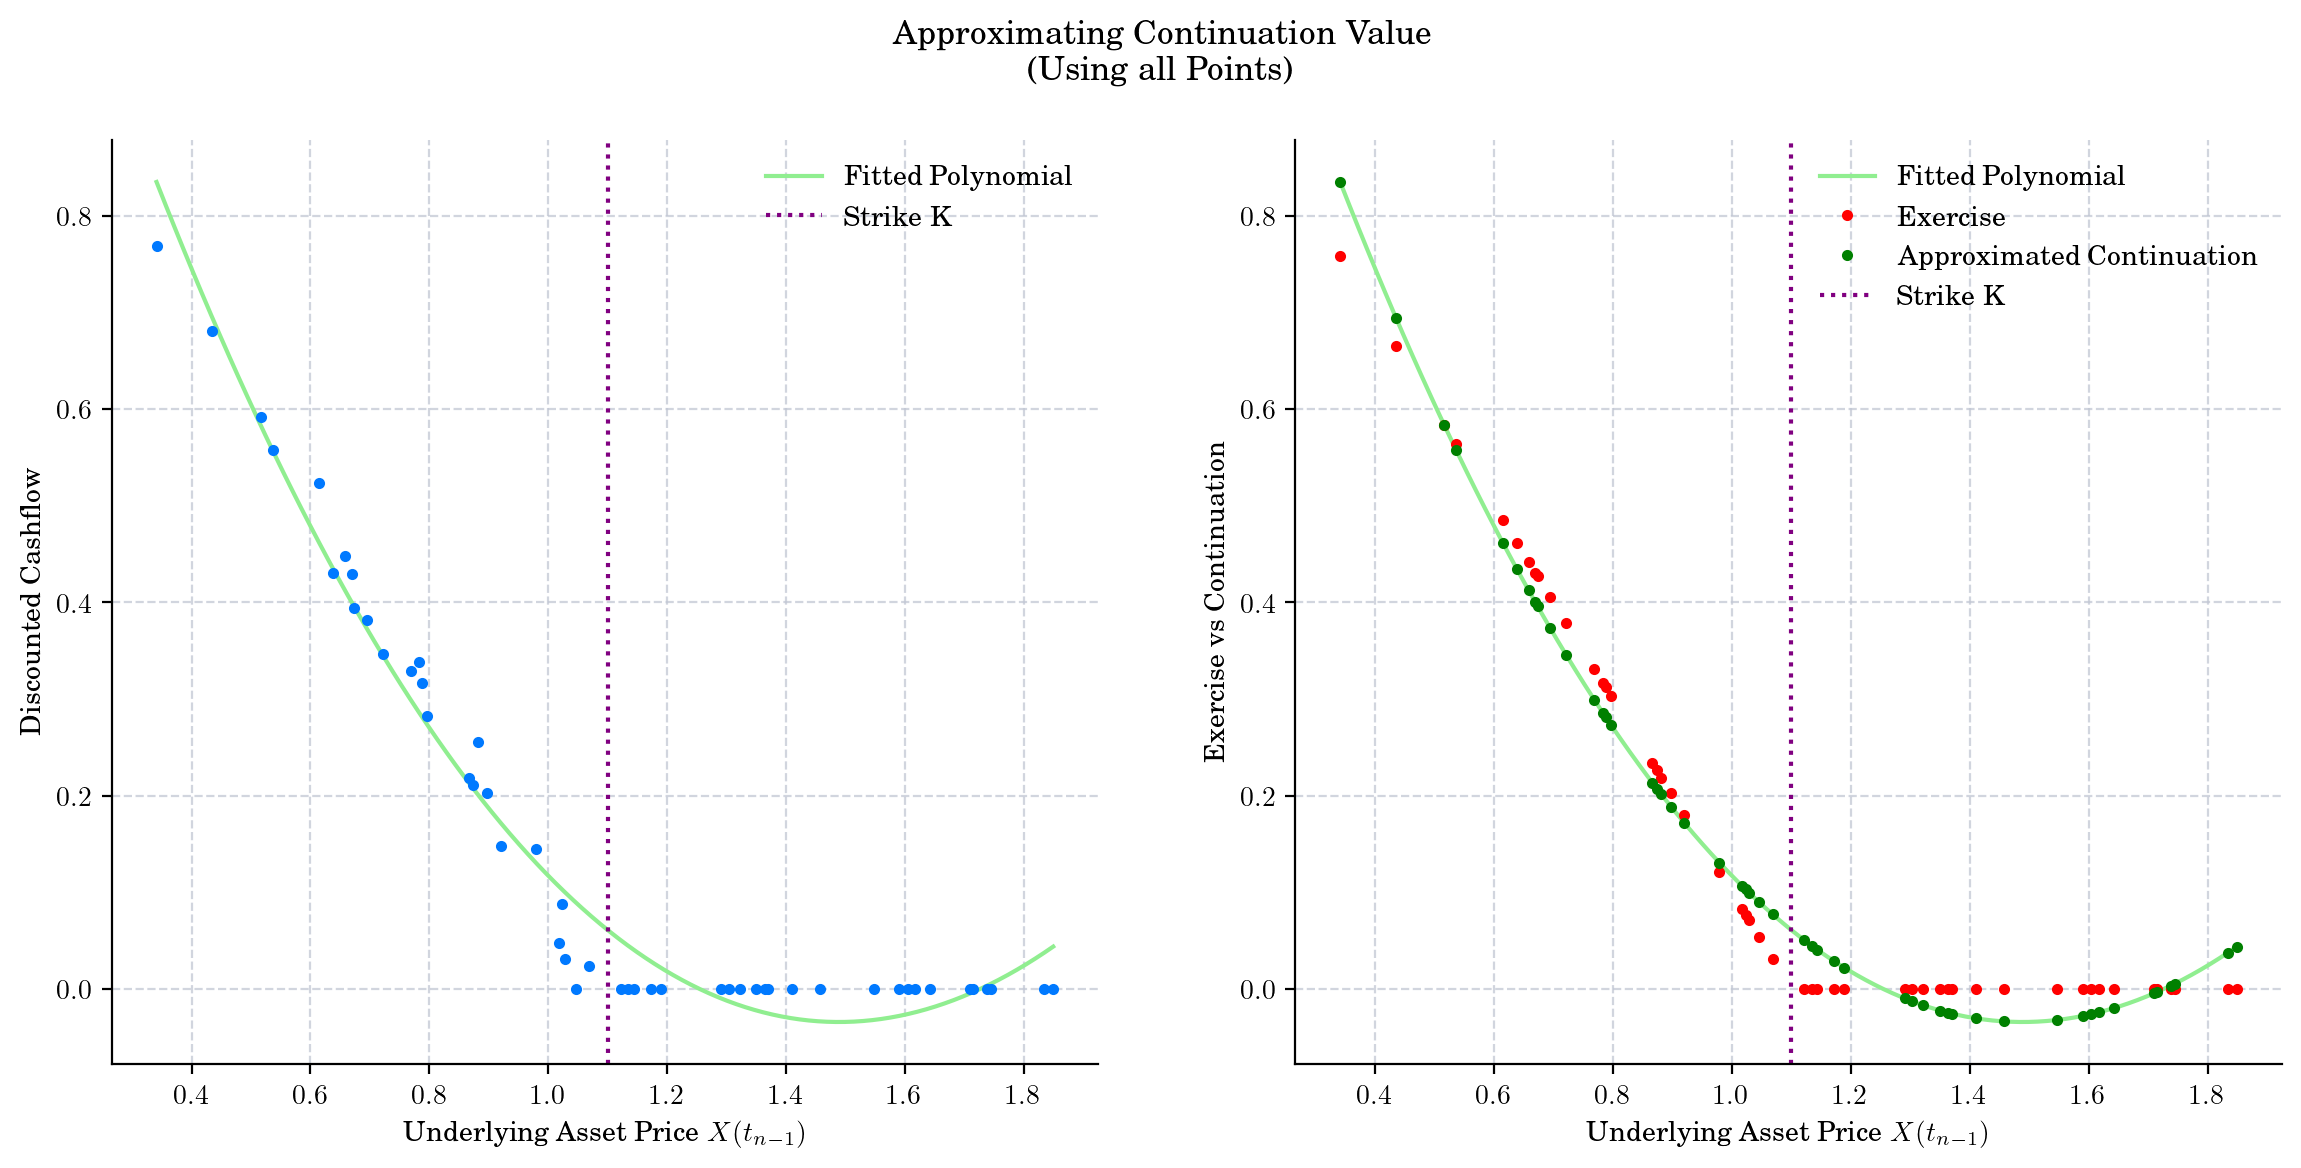 Approximating Continuation Value
(Using all Points)
Discounted Cashflow
0.8
0.6
0.4
0.2
0.0
Fitted Polynomial
Strike K
0.4 0.6 0.8 1.0 1.2 1.4 1.6 1.8
Underlying Asset Price X(tₙ₋₁)
Exercise vs Continuation
0.8
0.6
0.4
0.2
0.0
Fitted Polynomial
Exercise
Approximated Continuation
Strike K
0.4 0.6 0.8 1.0 1.2 1.4 1.6 1.8
Underlying Asset Price X(tₙ₋₁)